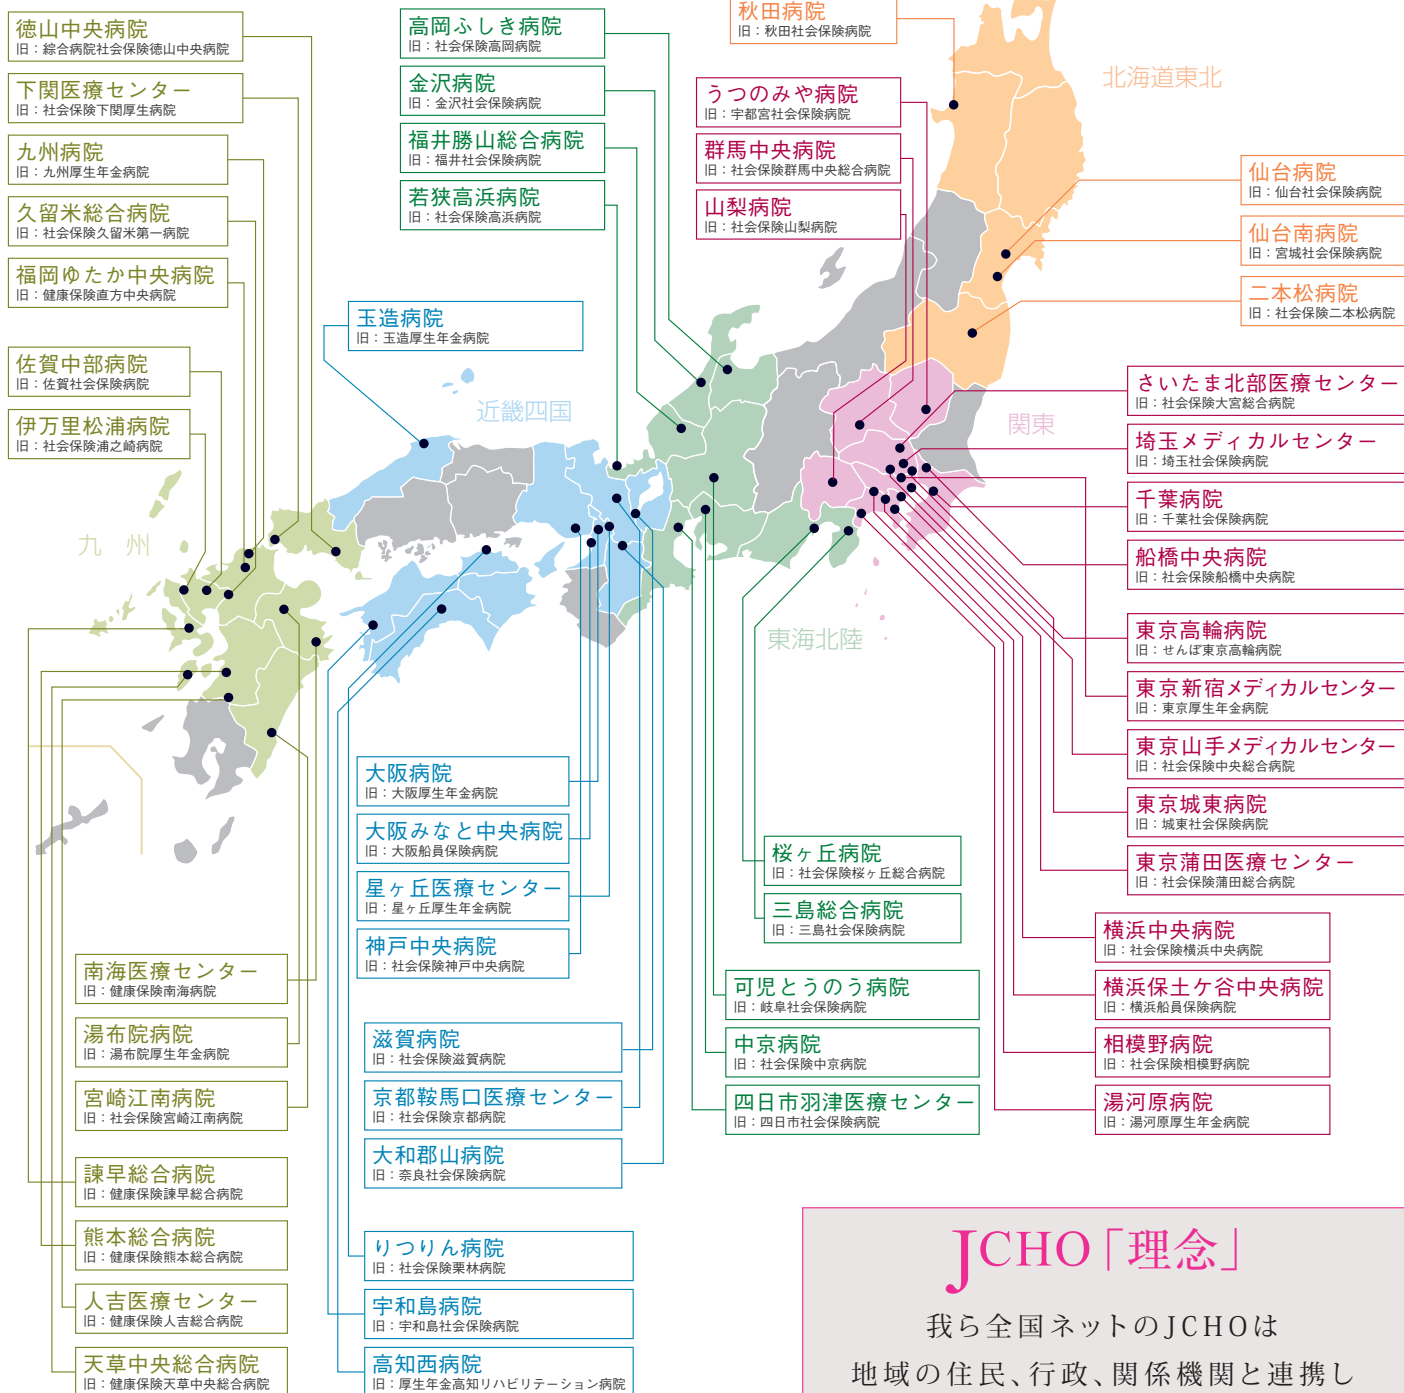 徳山中央病院
旧：綜合病院社会保険徳山中央病院
下関医療センター
旧：社会保険下関厚生病院
九州病院
旧：九州厚生年金病院
久留米総合病院
旧：社会保険久留米第一病院
福岡ゆたか中央病院
旧：健康保険直方中央病院
佐賀中部病院
旧：佐賀社会保険病院
伊万里松浦病院
旧：社会保険浦之崎病院
九州
高岡ふしき病院
旧：社会保険高岡病院
金沢病院
旧：金沢社会保険病院
福井勝山総合病院
旧：福井社会保険病院
若狭高浜病院
旧：社会保険高浜病院
玉造病院
旧：玉造厚生年金病院
近畿四国
秋田病院
旧：秋田社会保険病院
うつのみや病院
旧：宇都宮社会保険病院
群馬中央病院
旧：社会保険群馬中央総合病院
山梨病院
旧：社会保険山梨病院
北海道東北
仙台病院
旧：仙台社会保険病院
仙台南病院
旧：宮城社会保険病院
二本松病院
旧：社会保険二本松病院
関東
さいたま北部医療センター
旧：社会保険大宮総合病院
埼玉メディカルセンター
旧：埼玉社会保険病院
千葉病院
旧：千葉社会保険病院
船橋中央病院
旧：社会保険船橋中央病院
東京高輪病院
旧：せんぽ東京高輪病院
東京新宿メディカルセンター
旧：東京厚生年金病院
東京山手メディカルセンター
旧：社会保険中央総合病院
東京城東病院
旧：城東社会保険病院
東京蒲田医療センター
旧：社会保険蒲田総合病院
横浜中央病院
旧：社会保険横浜中央病院
横浜保土ケ谷中央病院
旧：横浜船員保険病院
相模野病院
旧：社会保険相模野病院
湯河原病院
旧：湯河原厚生年金病院
東海北陸
桜ヶ丘病院
旧：社会保険桜ヶ丘総合病院
三島総合病院
旧：三島社会保険病院
可児とうのう病院
旧：岐阜社会保険病院
中京病院
旧：社会保険中京病院
四日市羽津医療センター
旧：四日市社会保険病院
大阪病院
旧：大阪厚生年金病院
大阪みなと中央病院
旧：大阪船員保険病院
星ヶ丘医療センター
旧：星ヶ丘厚生年金病院
神戸中央病院
旧：社会保険神戸中央病院
滋賀病院
旧：社会保険滋賀病院
京都鞍馬口医療センター
旧：社会保険京都病院
大和郡山病院
旧：奈良社会保険病院
りつりん病院
旧：社会保険栗林病院
宇和島病院
旧：宇和島社会保険病院
高知西病院
旧：厚生年金高知リハビリテーション病院
南海医療センター
旧：健康保険南海病院
湯布院病院
旧：湯布院厚生年金病院
宮崎江南病院
旧：社会保険宮崎江南病院
諫早総合病院
旧：健康保険諫早総合病院
熊本総合病院
旧：健康保険熊本総合病院
人吉医療センター
旧：健康保険人吉総合病院
天草中央総合病院
旧：健康保険天草中央総合病院
JCHO「理念」
我ら全国ネットのJCHOは
地域の住民、行政、関係機関と連携し